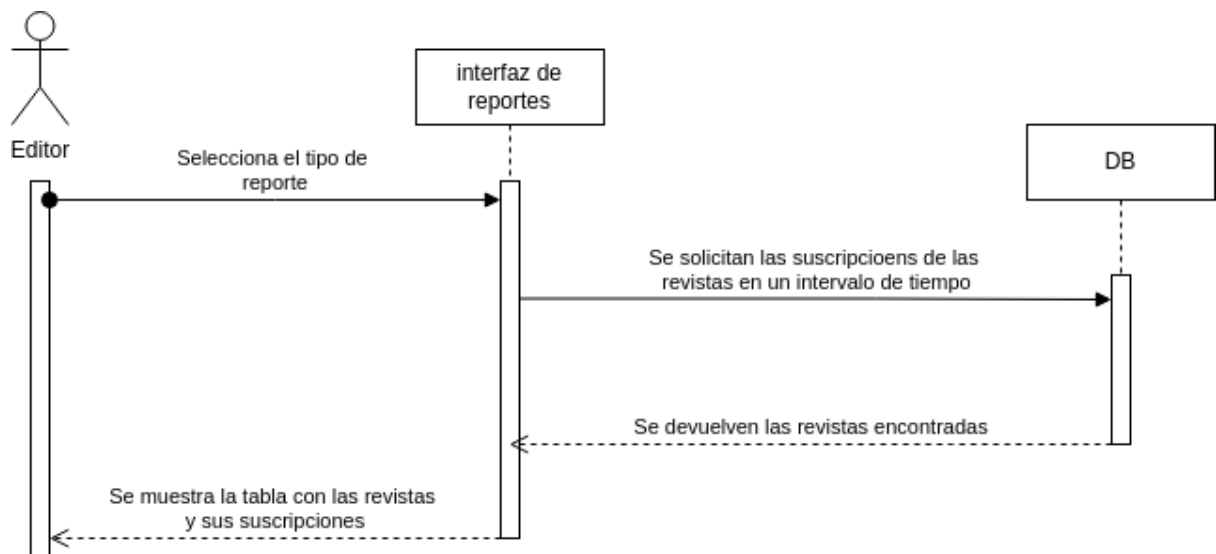 interfaz de
reportes
Editor
DB
Selecciona el tipo de
reporte
Se solicitan las suscripcioens de las
revistas en un intervalo de tiempo
Se devuelven las revistas encontradas
Se muestra la tabla con las revistas
y sus suscripciones